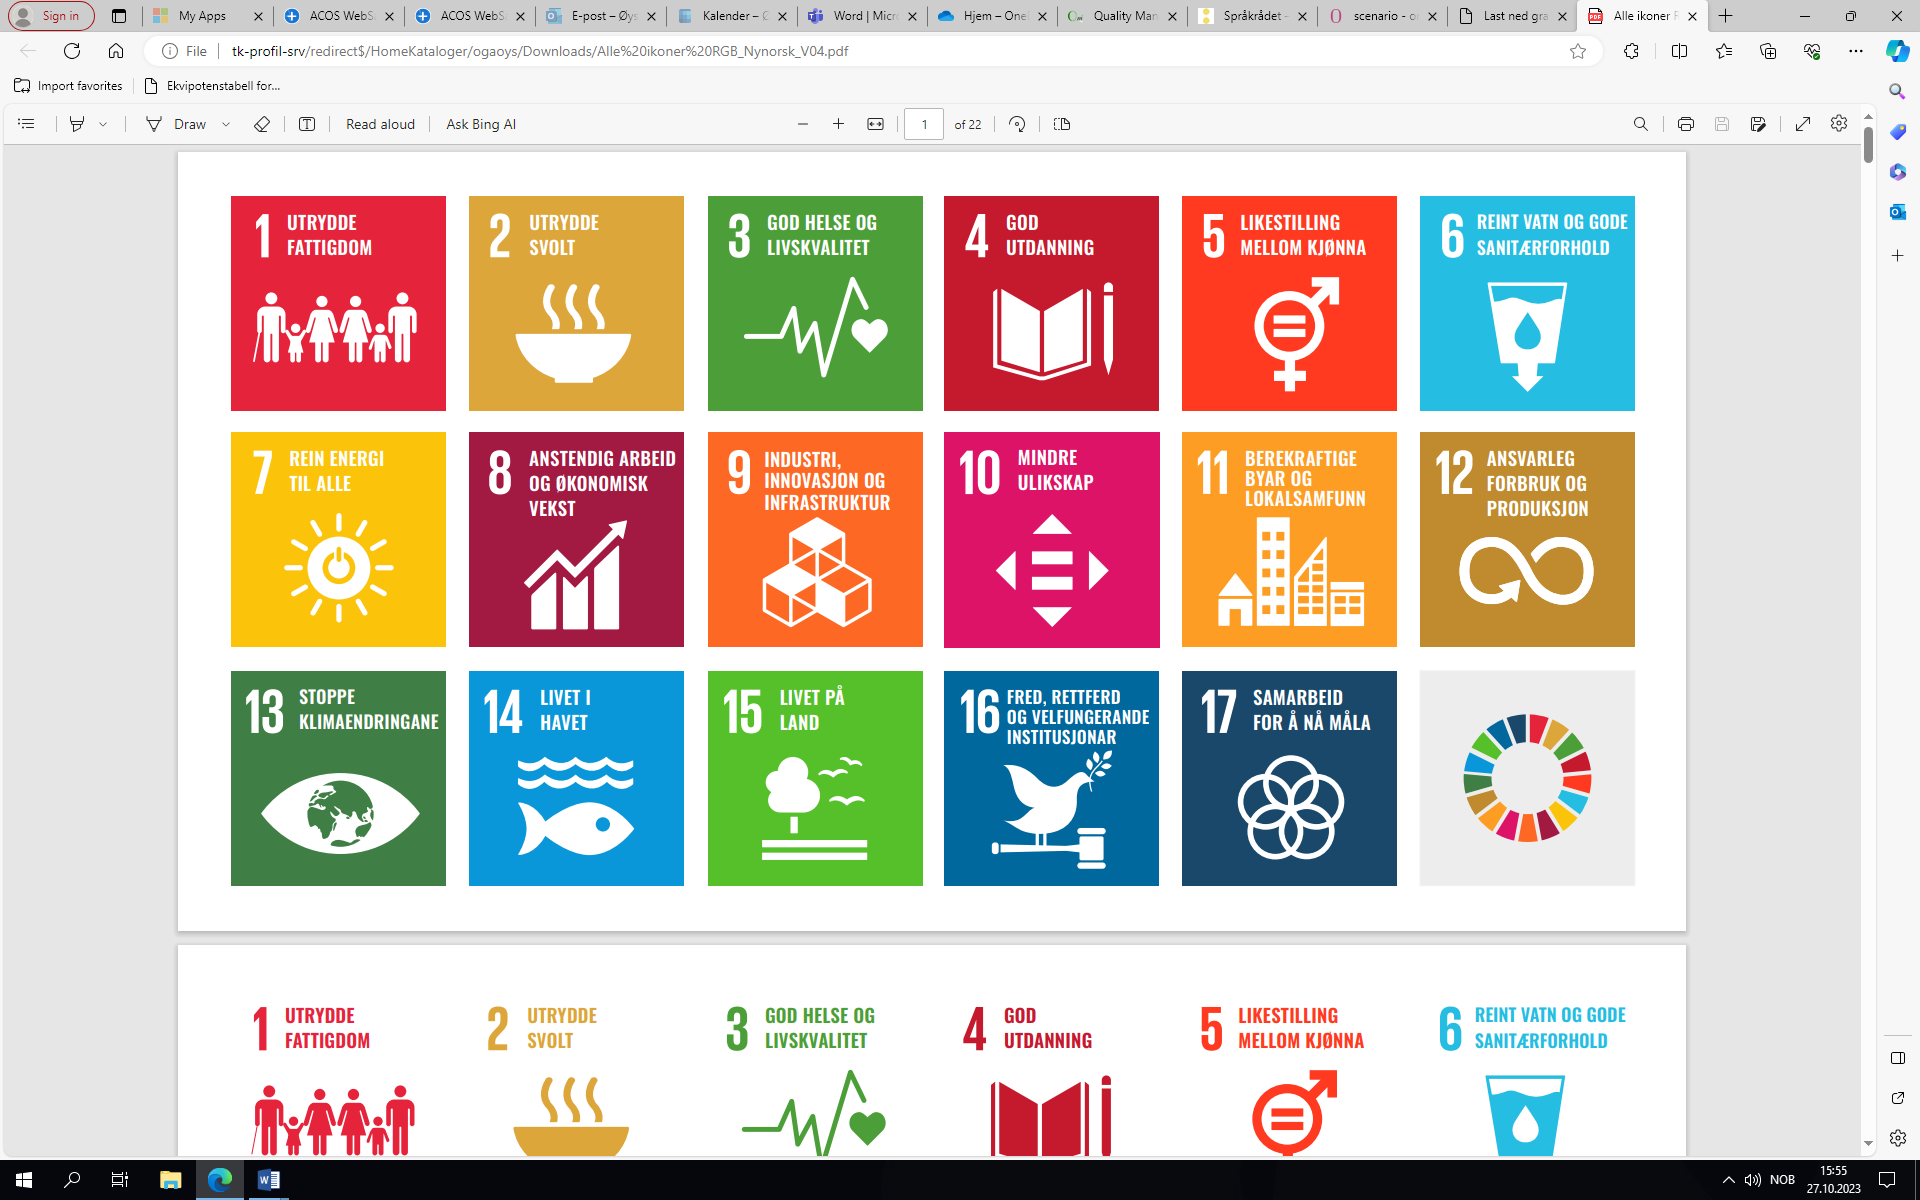 Sign in
My Apps
ACOS WebS
ACOS WebS
E-post – Øys
Kalender – Ø
Word | Micro
Hjem – OneD
Quality Man
Språkrådet –
scenario - o
Last ned gra
Alle ikoner R
File
tk-profil-srv/redirect$/HomeKataloger/ogaoys/Downloads/Alle%20ikoner%20RGB_Nynorsk_V04.pdf
Import favorites
Ekvipotenstabell for...
Draw
Read aloud
Ask Bing AI
1
of 22
1 UTRYDDE
FATTIGDOM
2 UTRYDDE
SVOLT
3 GOD HELSE OG
LIVSKVALITET
4 GOD
UTDANNING
5 LIKESTILLING
MELLOM KJØNNA
6 REINT VATN OG GODE
SANITÆRFORHOLD
7 REIN ENERGI
TIL ALLE
8 ANSTENDIG ARBEID
OG ØKONOMISK
VEKST
9 INDUSTRI,
INNOVASJON OG
INFRASTRUKTUR
10 MINDRE
ULIKSKAP
11 BEREKRAFTIGE
BYAR OG
LOKALSAMFUNN
12 ANSVARLEG
FORBRUK OG
PRODUKSJON
13 STOPPE
KLIMAENDRINGANE
14 LIVET I
HAVET
15 LIVET PÅ
LAND
16 FRED, RETTFERD
OG VELFUNGERANDE
INSTITUSJONAR
17 SAMARBEID
FOR Å NÅ MÅLA
1 UTRYDDE
FATTIGDOM
2 UTRYDDE
SVOLT
3 GOD HELSE OG
LIVSKVALITET
4 GOD
UTDANNING
5 LIKESTILLING
MELLOM KJØNNA
6 REINT VATN OG GODE
SANITÆRFORHOLD
NOB
15:55
27.10.2023